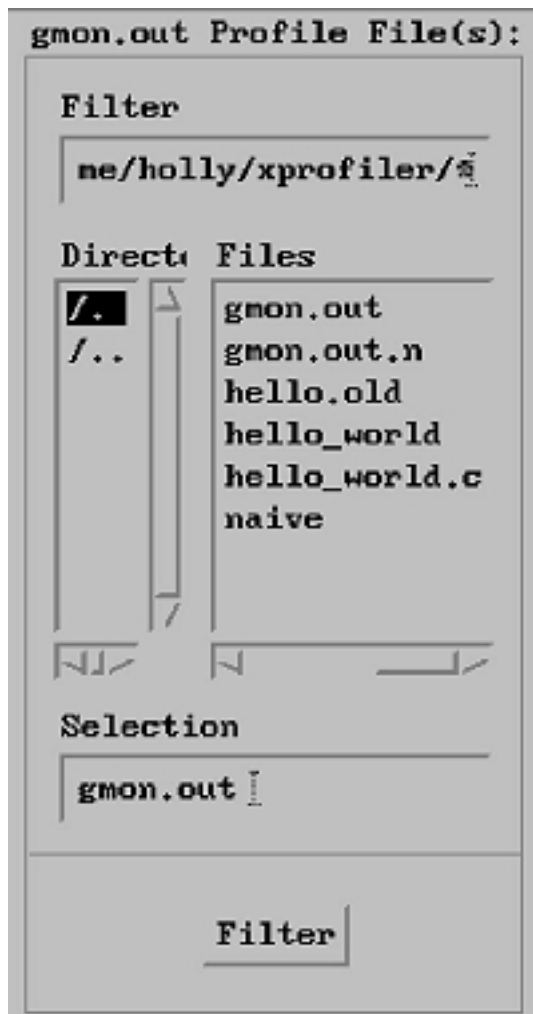 gmon.out Profile File(s):
Filter
me/holly/xprofiler/*
Directo
Files
/.
/..
gmon.out
gmon.out.n
hello.old
hello_world
hello_world.c
naive
Selection
gmon.out
Filter